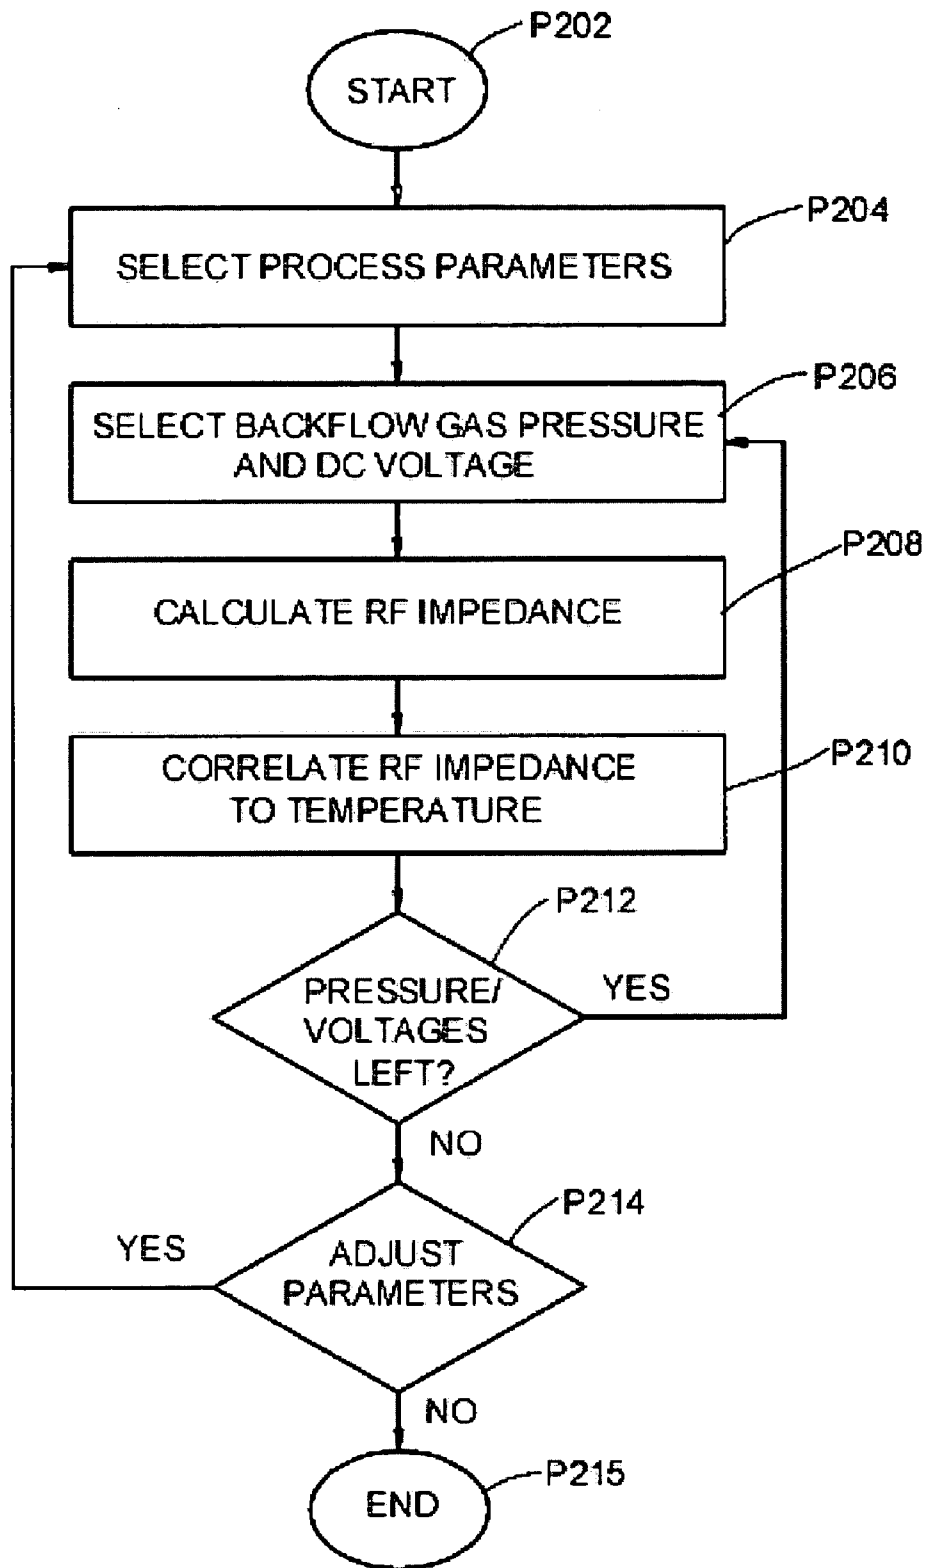 P202
START
P204
SELECT PROCESS PARAMETERS
P206
SELECT BACKFLOW GAS PRESSURE
AND DC VOLTAGE
P208
CALCULATE RF IMPEDANCE
P210
CORRELATE RF IMPEDANCE
TO TEMPERATURE
P212
PRESSURE/
VOLTAGES
LEFT?
YES
NO
P214
YES
ADJUST
PARAMETERS
NO
P215
END